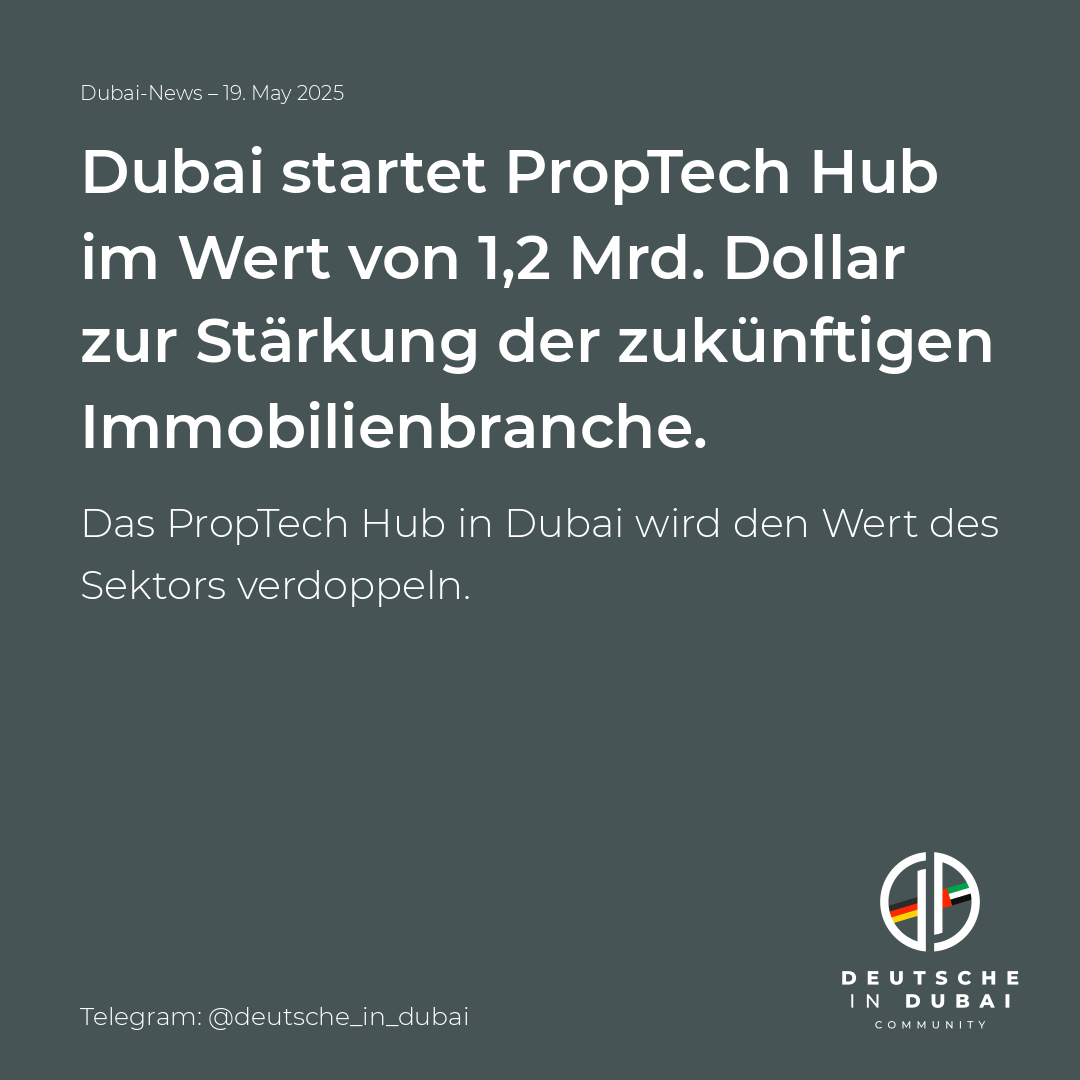 Dubai-News – 19. May 2025
Dubai startet PropTech Hub
im Wert von 1,2 Mrd. Dollar
zur Stärkung der zukünftigen
Immobilienbranche.
Das PropTech Hub in Dubai wird den Wert des
Sektors verdoppeln.
DEUTSCHE
IN DUBAI
COMMUNITY
Telegram: @deutsche_in_dubai